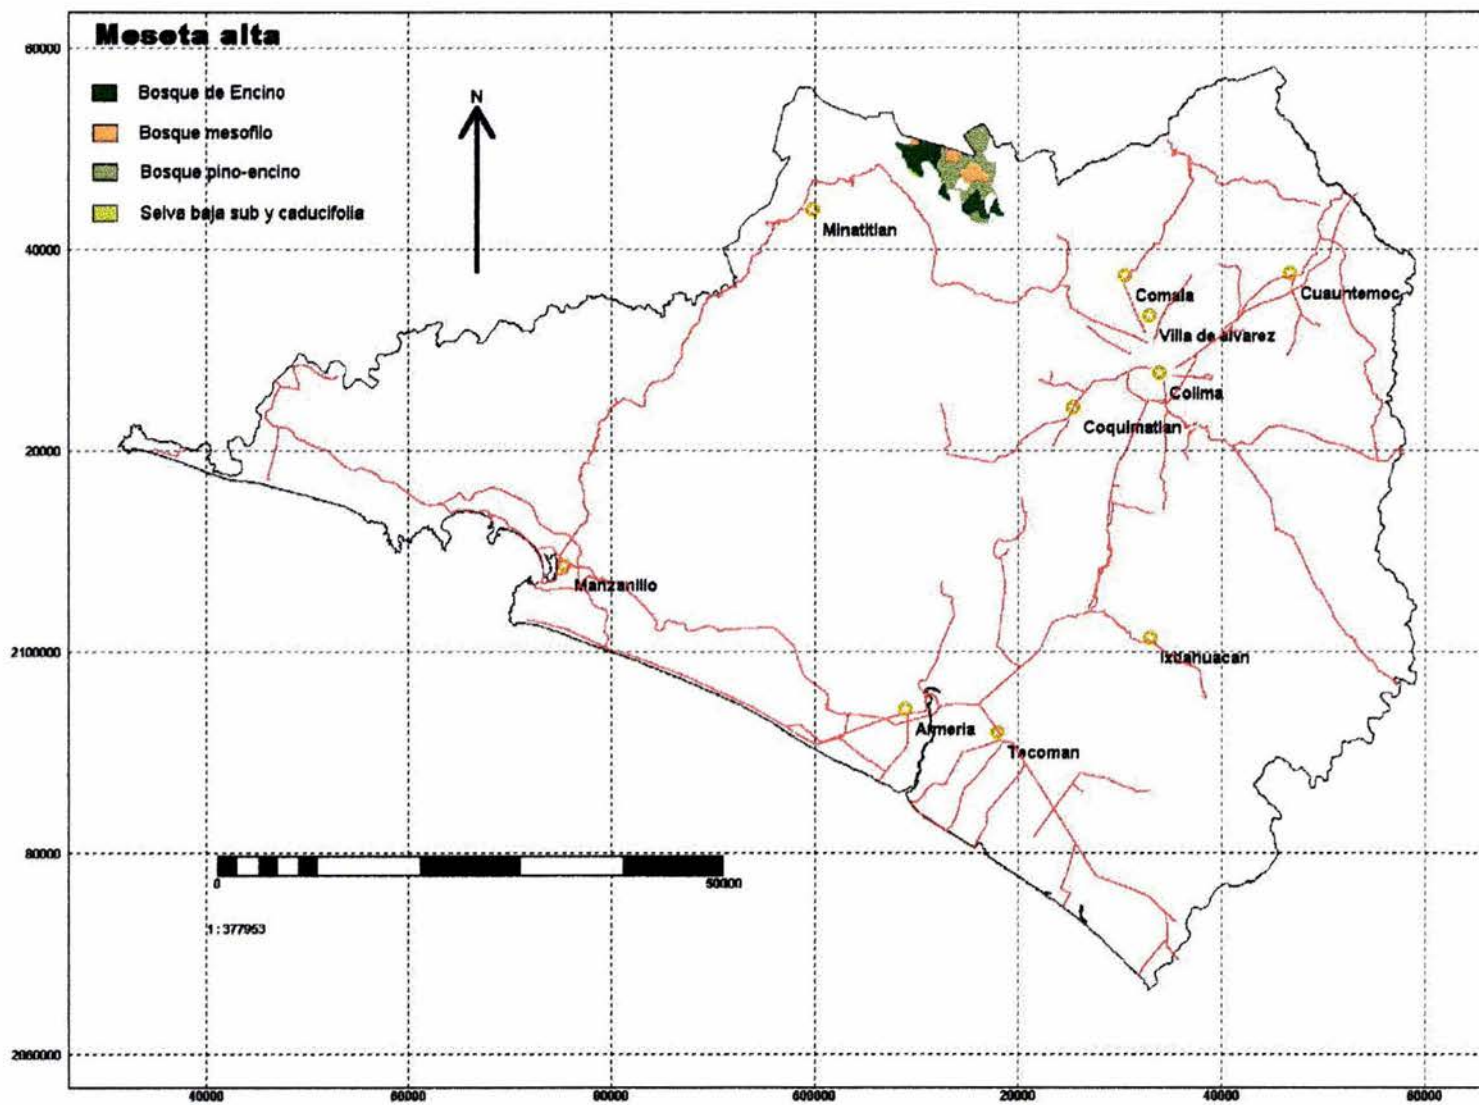 Meseta alta
Bosque de Encino
Bosque mesofilo
Bosque pino-encino
Selva baja sub y caducifolia
N
60000
40000
20000
2100000
80000
2060000
Minatitlan
Comala
Cuauntemoc
Villa de alvarez
Colima
Coquimatlan
Manzanillo
Ixtlahuacan
Armeria
Tecoman
0 50000
1 : 377953
40000 60000 80000 600000 20000 40000 60000